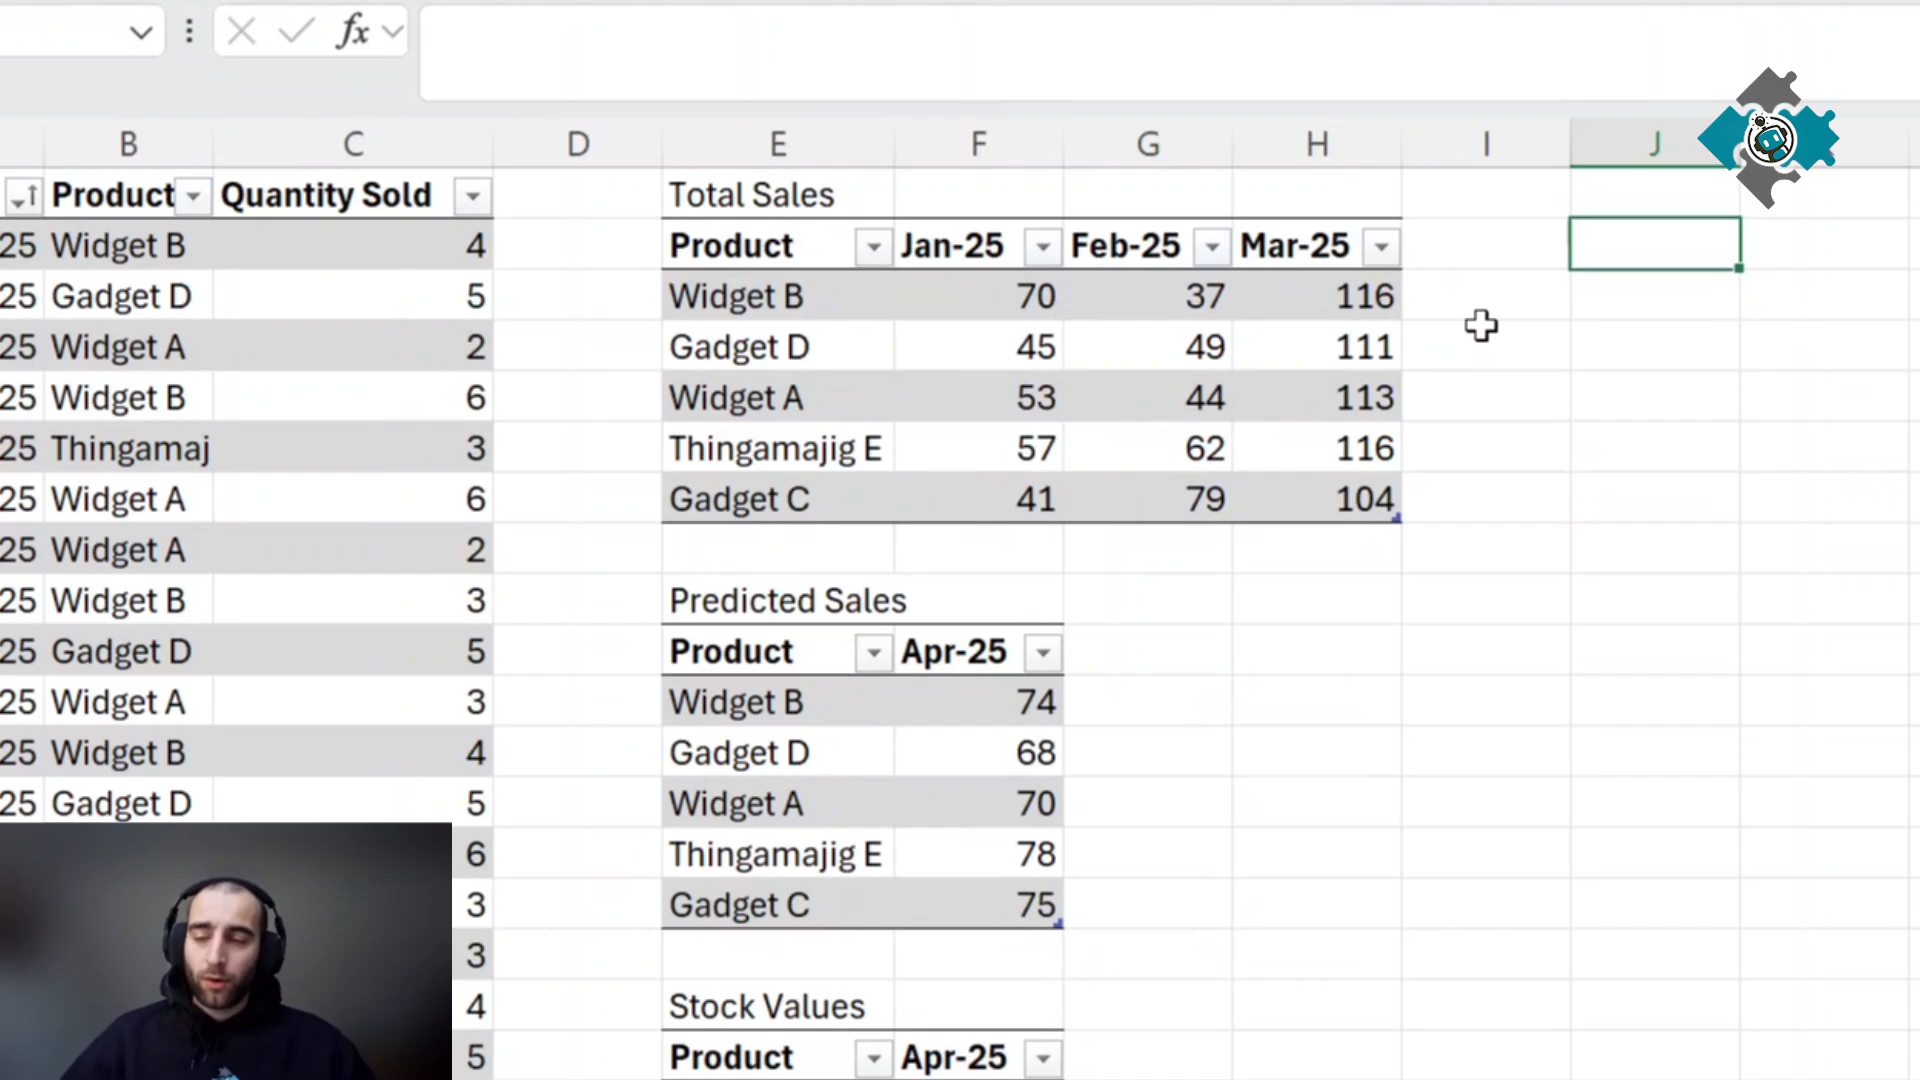 fx
B C D E F G H I J
Product Quantity Sold Total Sales
25 Widget B 4 Product Jan-25 Feb-25 Mar-25
25 Gadget D 5 Widget B 70 37 116
25 Widget A 2 Gadget D 45 49 111
25 Widget B 6 Widget A 53 44 113
25 Thingamaj 3 Thingamajig E 57 62 116
25 Widget A 6 Gadget C 41 79 104
25 Widget A 2
25 Widget B 3 Predicted Sales
25 Gadget D 5 Product Apr-25
25 Widget A 3 Widget B 74
25 Widget B 4 Gadget D 68
25 Gadget D 5 Widget A 70
6 Thingamajig E 78
3 Gadget C 75
3
4 Stock Values
5 Product Apr-25